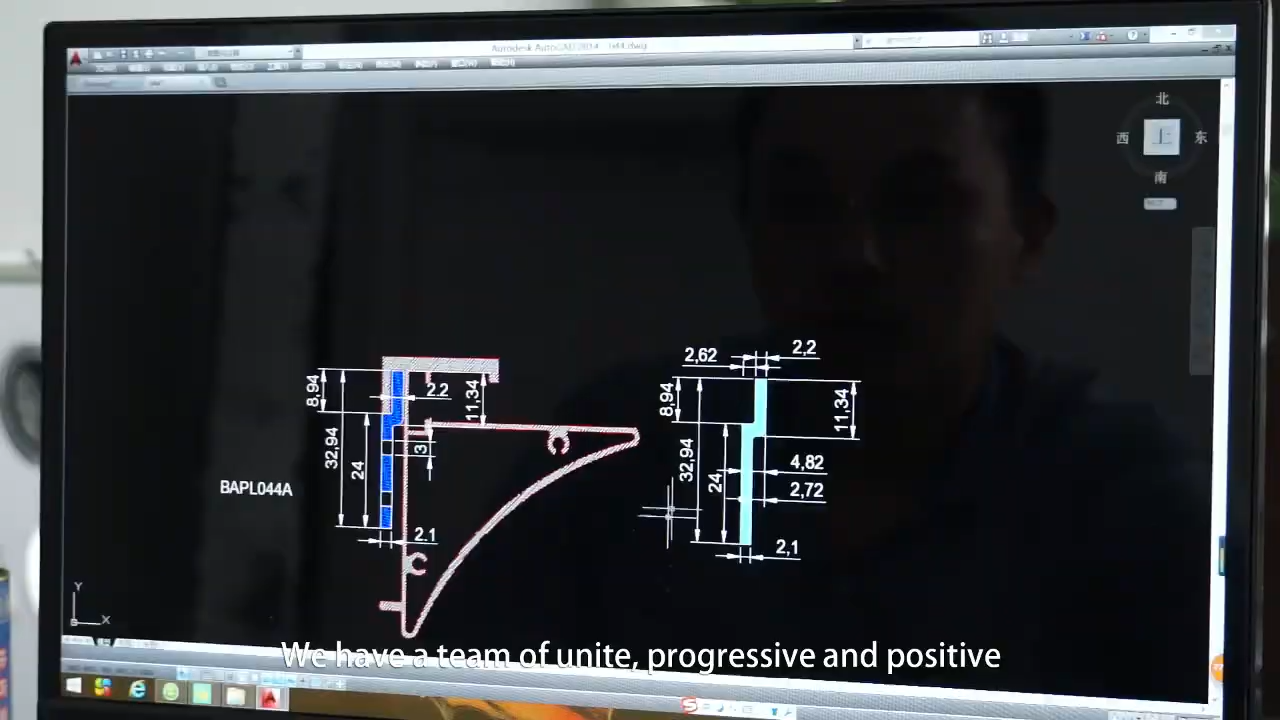 Autodesk AutoCAD 2014
北
西
上
东
南
2,62
2,2
8,94
2.2
11,34
8,94
11,34
32,94
3
24
32,94
24
4,82
2,72
BAPL044A
2.1
2,1
Y
X
We have a team of unite, progressive and positive